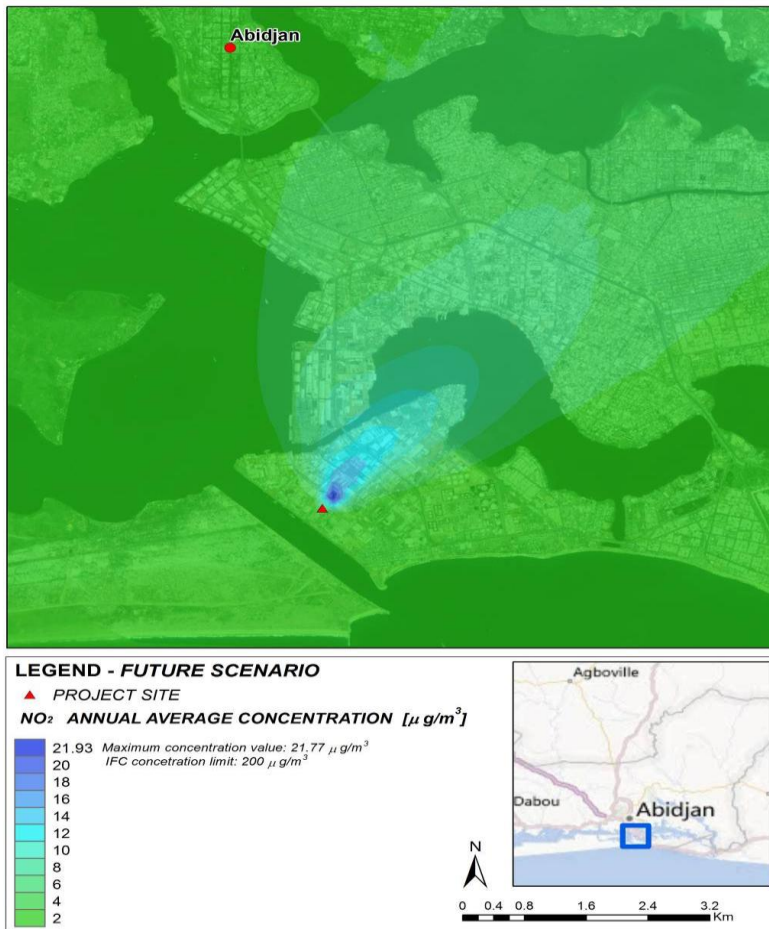 Abidjan
LEGEND - FUTURE SCENARIO
PROJECT SITE
NO₂ ANNUAL AVERAGE CONCENTRATION [μ g/m³]
21.93 Maximum concentration value: 21.77 μ g/m³
IFC concetration limit: 200 μ g/m³
20
18
16
14
12
10
8
6
4
2
Agboville
Dabou
Abidjan
N
0 0.4 0.8 1.6 2.4 3.2
Km